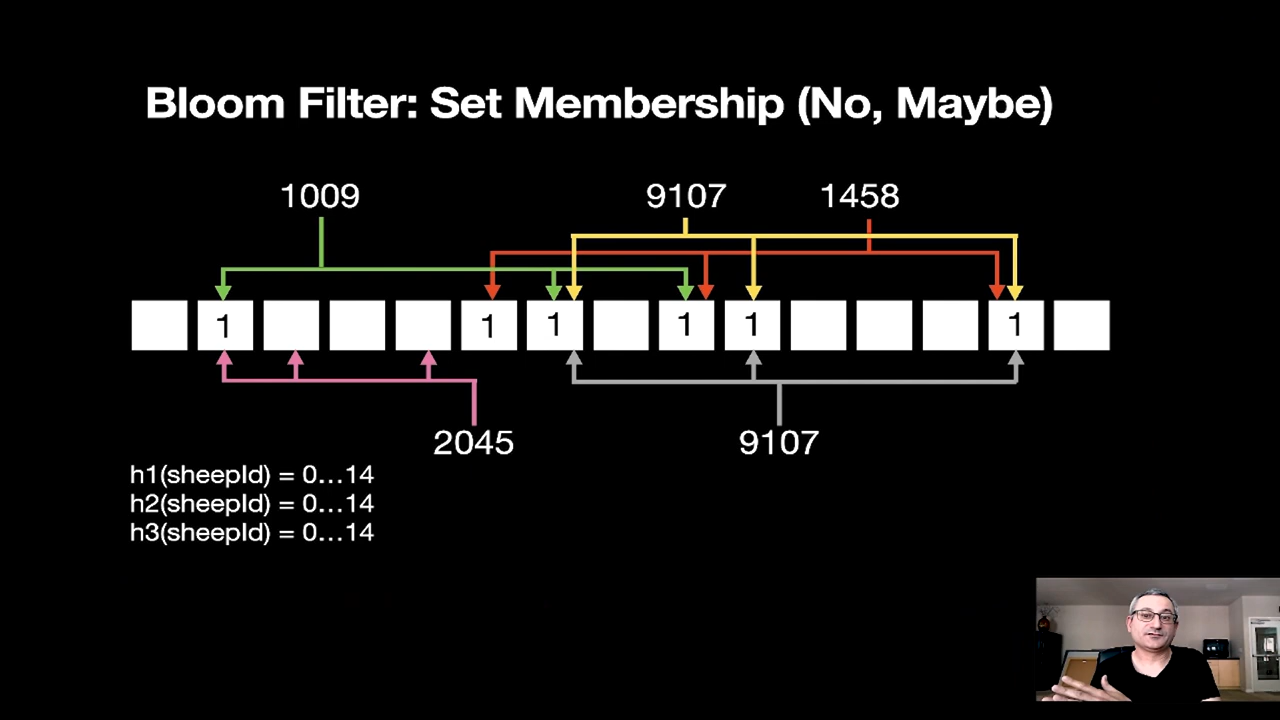 Bloom Filter: Set Membership (No, Maybe)
1009 9107 1458
1 1 1 1 1 1
2045 9107
h1(sheepId) = 0...14
h2(sheepId) = 0...14
h3(sheepId) = 0...14